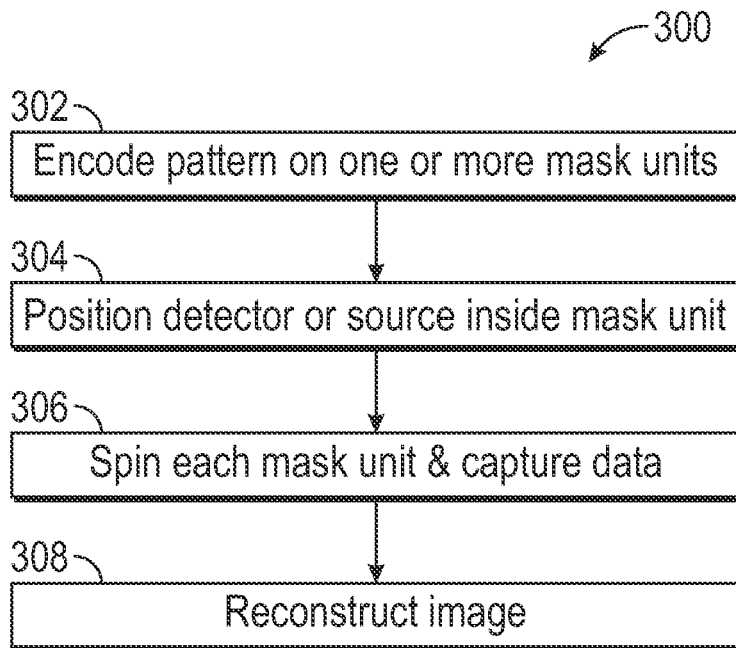 300
302
Encode pattern on one or more mask units
304
Position detector or source inside mask unit
306
Spin each mask unit & capture data
308
Reconstruct image